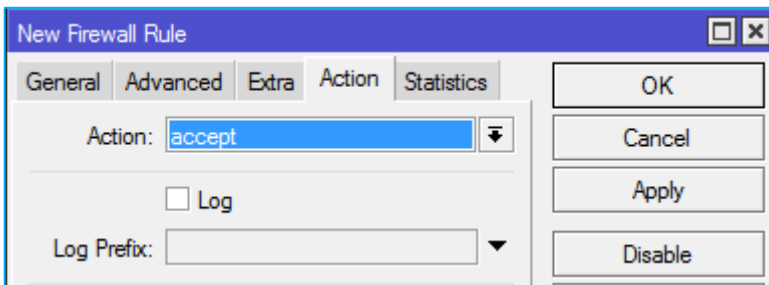 New Firewall Rule
General Advanced Extra Action Statistics
OK
Action: accept
Cancel
Log
Apply
Log Prefix:
Disable